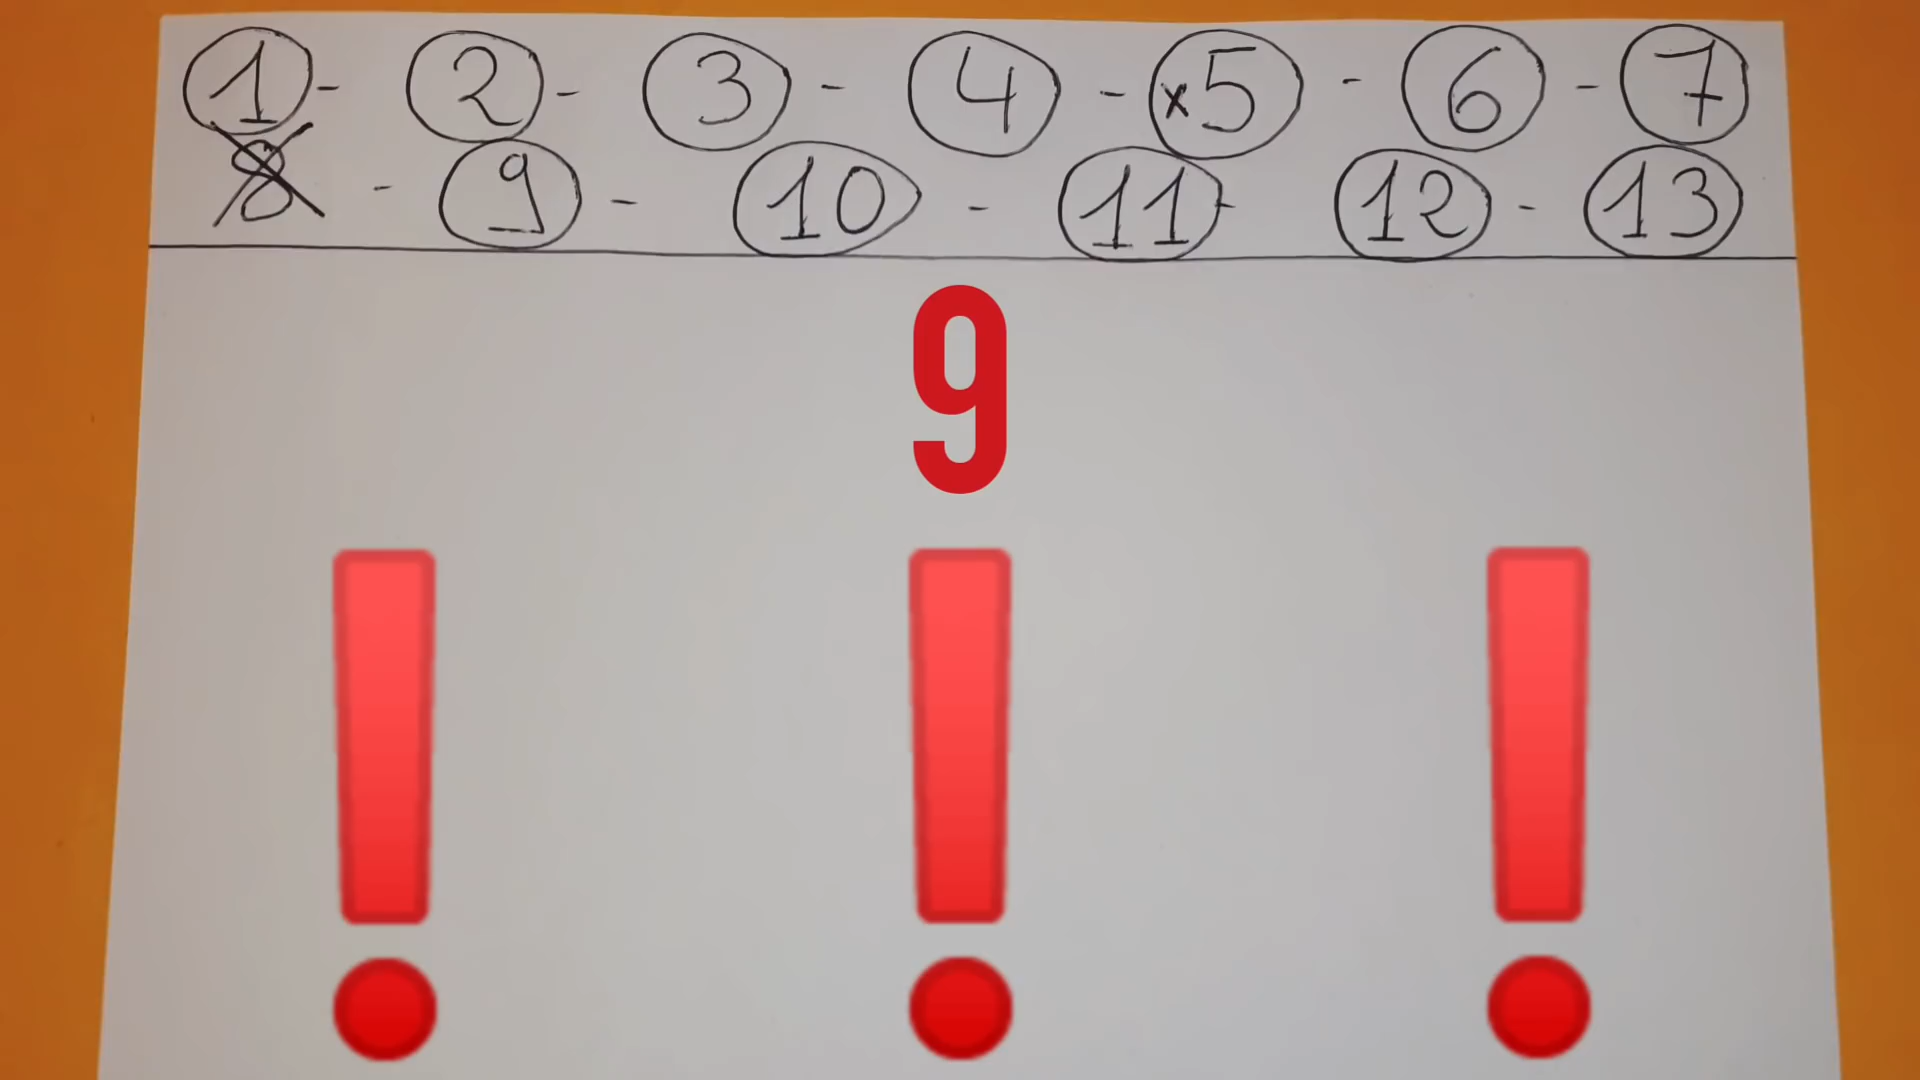 1 - 2 - 3 - 4 - x5 - 6 - 7
8 - 9 - 10 - 11 - 12 - 13
9
! ! !